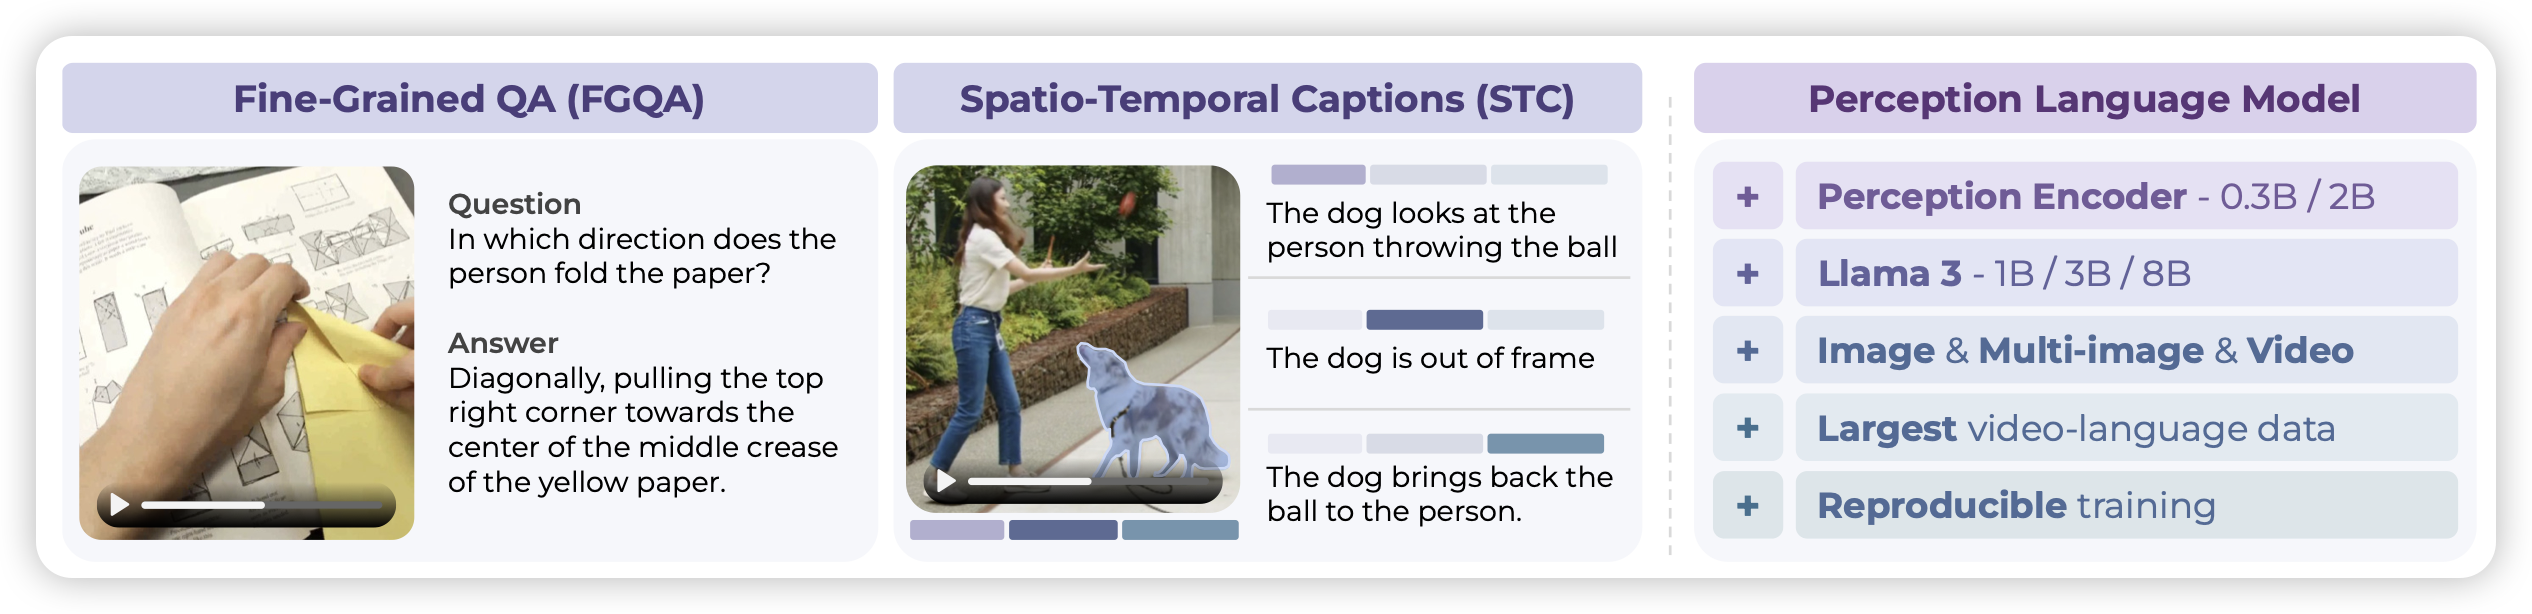 Fine-Grained QA (FGQA)
Question
In which direction does the
person fold the paper?
Answer
Diagonally, pulling the top
right corner towards the
center of the middle crease
of the yellow paper.
Spatio-Temporal Captions (STC)
The dog looks at the
person throwing the ball
The dog is out of frame
The dog brings back the
ball to the person.
Perception Language Model
+ Perception Encoder - 0.3B / 2B
+ Llama 3 - 1B / 3B / 8B
+ Image & Multi-image & Video
+ Largest video-language data
+ Reproducible training